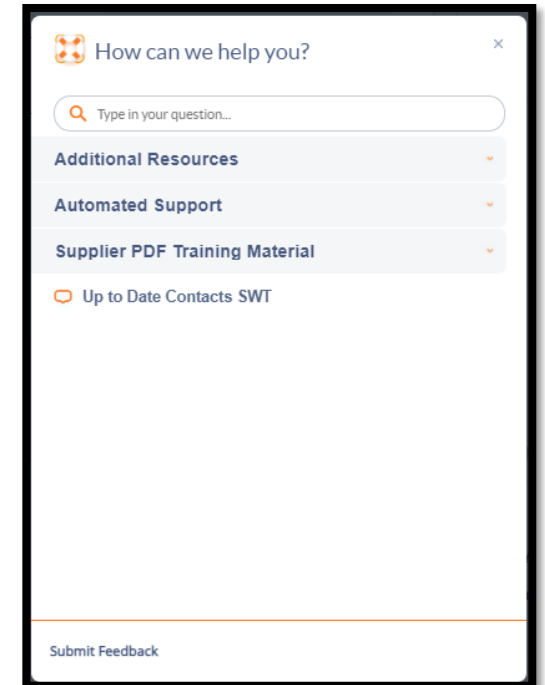 How can we help you?
Type in your question...
Additional Resources
Automated Support
Supplier PDF Training Material
Up to Date Contacts SWT
Submit Feedback